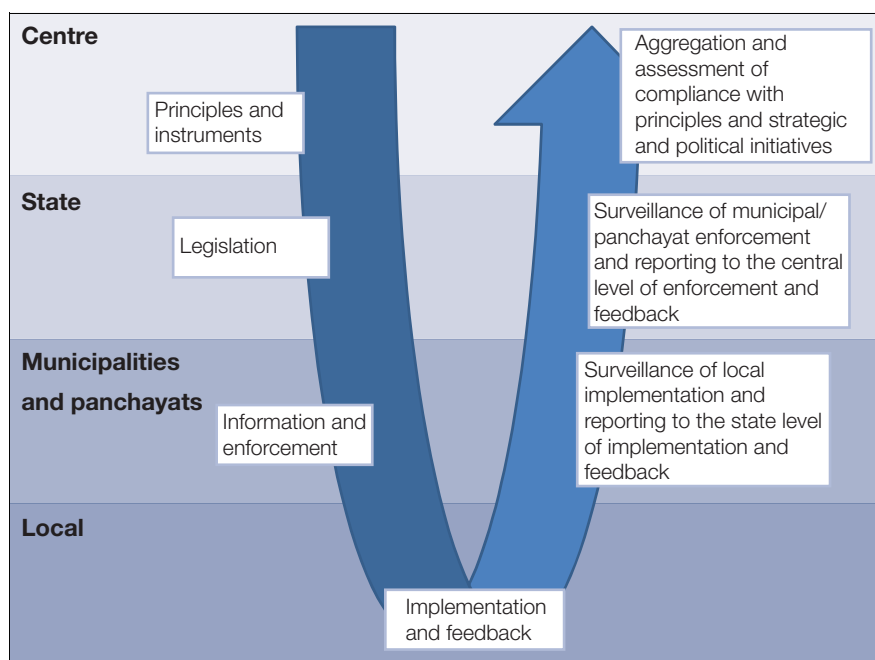 Centre
Principles and
instruments
Aggregation and
assessment of
compliance with
principles and strategic
and political initiatives
State
Legislation
Surveillance of municipal/
panchayat enforcement
and reporting to the central
level of enforcement and
feedback
Municipalities
and panchayats
Information and
enforcement
Surveillance of local
implementation and
reporting to the state level
of implementation and
feedback
Local
Implementation
and feedback